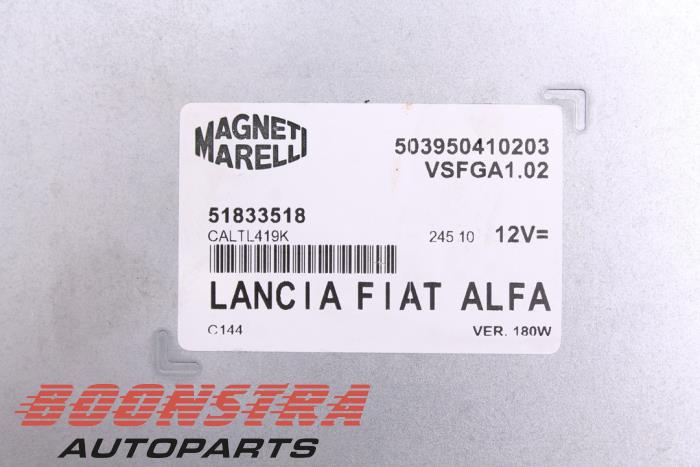 MAGNETI
MARELLI
503950410203
VSFGA1.02
51833518
CALTL419K
245 10 12V=
LANCIA FIAT ALFA
C144
VER. 180W
BOONSTRA
AUTOPARTS